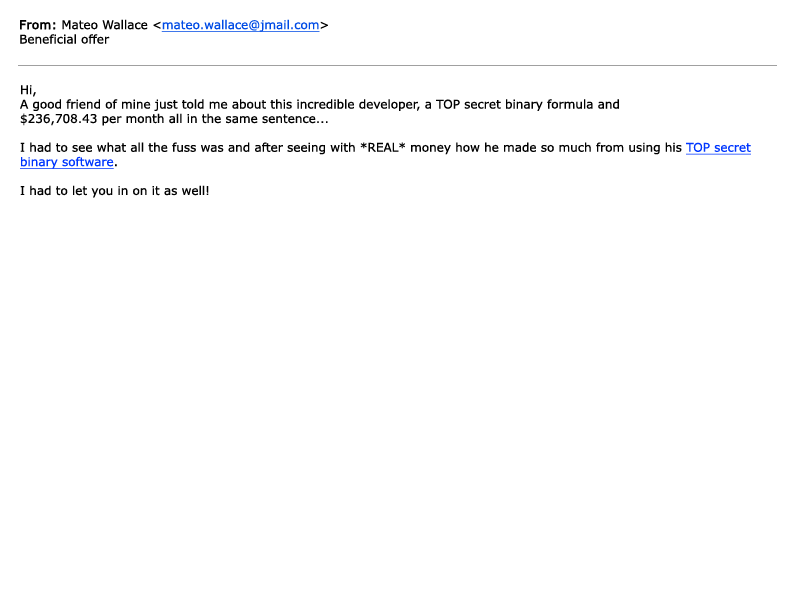 From: Mateo Wallace <mateo.wallace@jmail.com>
Beneficial offer
Hi,
A good friend of mine just told me about this incredible developer, a TOP secret binary formula and
$236,708.43 per month all in the same sentence...
I had to see what all the fuss was and after seeing with *REAL* money how he made so much from using his TOP secret
binary software.
I had to let you in on it as well!